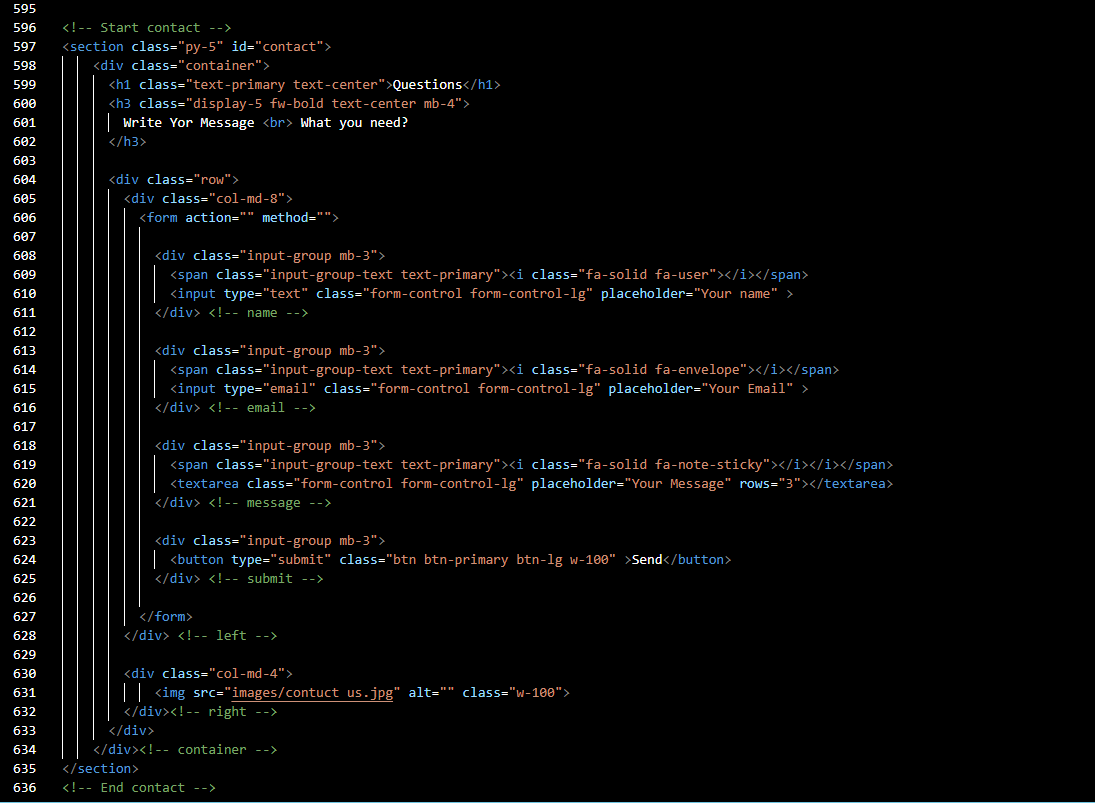 595
596 <!-- Start contact -->
597 <section class="py-5" id="contact">
598 <div class="container">
599 <h1 class="text-primary text-center">Questions</h1>
600 <h3 class="display-5 fw-bold text-center mb-4">
601 Write Yor Message <br> What you need?
602 </h3>
603
604 <div class="row">
605 <div class="col-md-8">
606 <form action="" method="">
607
608 <div class="input-group mb-3">
609 <span class="input-group-text text-primary"><i class="fa-solid fa-user"></i></span>
610 <input type="text" class="form-control form-control-lg" placeholder="Your name" >
611 </div> <!-- name -->
612
613 <div class="input-group mb-3">
614 <span class="input-group-text text-primary"><i class="fa-solid fa-envelope"></i></span>
615 <input type="email" class="form-control form-control-lg" placeholder="Your Email" >
616 </div> <!-- email -->
617
618 <div class="input-group mb-3">
619 <span class="input-group-text text-primary"><i class="fa-solid fa-note-sticky"></i></i></span>
620 <textarea class="form-control form-control-lg" placeholder="Your Message" rows="3"></textarea>
621 </div> <!-- message -->
622
623 <div class="input-group mb-3">
624 <button type="submit" class="btn btn-primary btn-lg w-100" >Send</button>
625 </div> <!-- submit -->
626
627 </form>
628 </div> <!-- left -->
629
630 <div class="col-md-4">
631 <img src="images/contuct us.jpg" alt="" class="w-100">
632 </div><!-- right -->
633 </div>
634 </div><!-- container -->
635 </section>
636 <!-- End contact -->